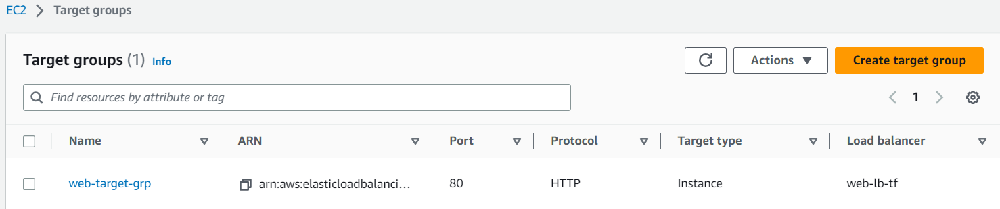 EC2 > Target groups
Target groups (1) Info
Actions
Create target group
Find resources by attribute or tag
1
Name ARN Port Protocol Target type Load balancer
web-target-grp arn:aws:elasticloadbalanci... 80 HTTP Instance web-lb-tf